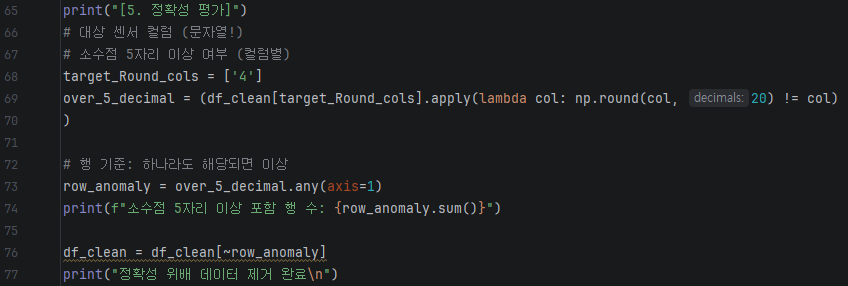 65 print("[5. 정확성 평가]")
66 # 대상 센서 컬럼 (문자열!)
67 # 소수점 5자리 이상 여부 (컬럼별)
68 target_Round_cols = ['4']
69 over_5_decimal = (df_clean[target_Round_cols].apply(lambda col: np.round(col, decimals: 20) != col)
70 )
71
72 # 행 기준: 하나라도 해당되면 이상
73 row_anomaly = over_5_decimal.any(axis=1)
74 print(f"소수점 5자리 이상 포함 행 수: {row_anomaly.sum()}")
75
76 df_clean = df_clean[~row_anomaly]
77 print("정확성 위배 데이터 제거 완료\n")